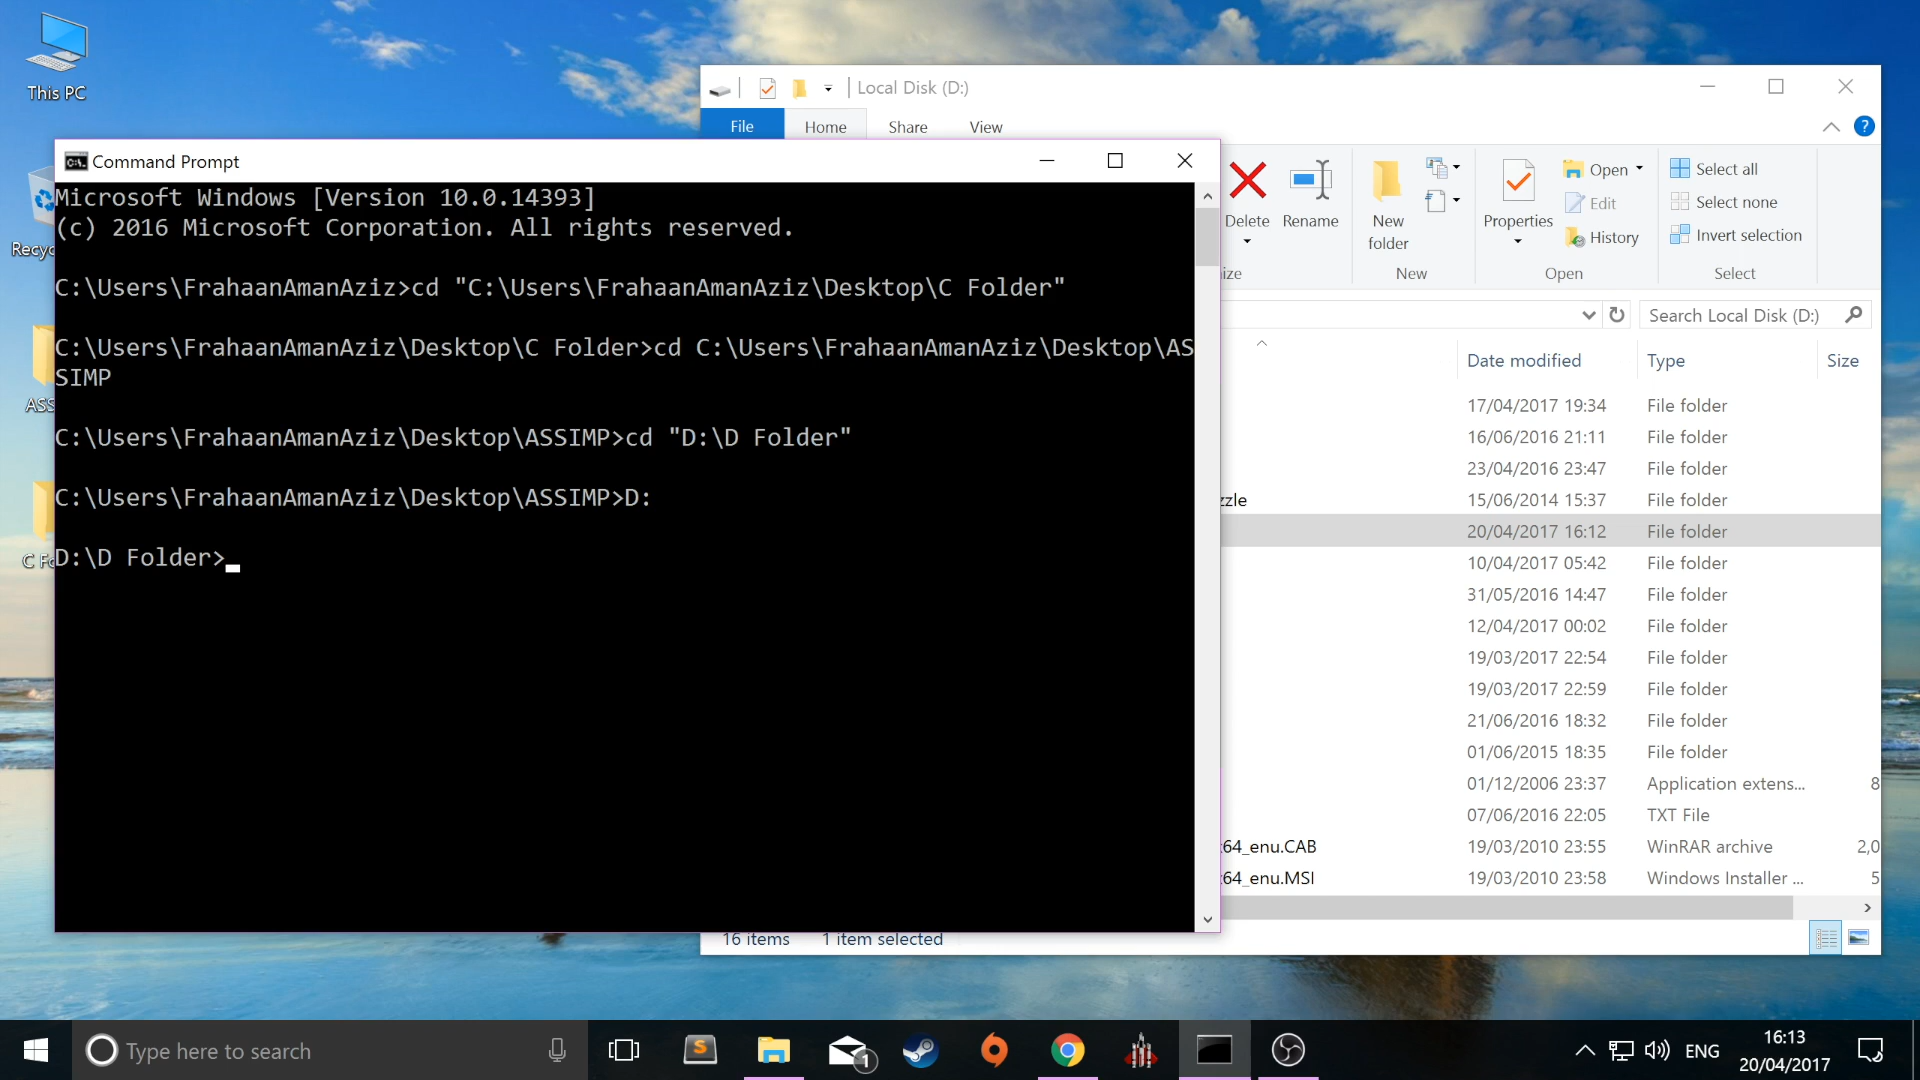 This PC
Local Disk (D:)
File
Home
Share
View
Command Prompt
Microsoft Windows [Version 10.0.14393]
(c) 2016 Microsoft Corporation. All rights reserved.
C:\Users\FrahaanAmanAziz>cd "C:\Users\FrahaanAmanAziz\Desktop\C Folder"
C:\Users\FrahaanAmanAziz\Desktop\C Folder>cd C:\Users\FrahaanAmanAziz\Desktop\AS
SIMP
C:\Users\FrahaanAmanAziz\Desktop\ASSIMP>cd "D:\D Folder"
C:\Users\FrahaanAmanAziz\Desktop\ASSIMP>D:
D:\D Folder>
Recyc
ASS
C Fo
Delete
Rename
ize
New
folder
New
Properties
Open
Edit
History
Open
Select all
Select none
Invert selection
Select
Search Local Disk (D:)
Date modified Type Size
17/04/2017 19:34 File folder
16/06/2016 21:11 File folder
23/04/2016 23:47 File folder
zzle 15/06/2014 15:37 File folder
20/04/2017 16:12 File folder
10/04/2017 05:42 File folder
31/05/2016 14:47 File folder
12/04/2017 00:02 File folder
19/03/2017 22:54 File folder
19/03/2017 22:59 File folder
21/06/2016 18:32 File folder
01/06/2015 18:35 File folder
01/12/2006 23:37 Application extens... 8
07/06/2016 22:05 TXT File
64_enu.CAB 19/03/2010 23:55 WinRAR archive 2,0
64_enu.MSI 19/03/2010 23:58 Windows Installer ... 5
16 items 1 item selected
Type here to search
1
ENG
16:13
20/04/2017